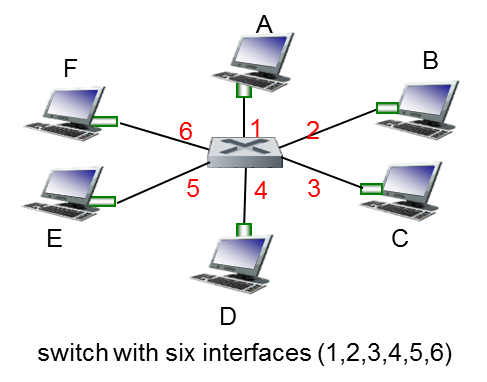 A
F
B
6
1
2
5
4
3
E
C
D
switch with six interfaces (1,2,3,4,5,6)